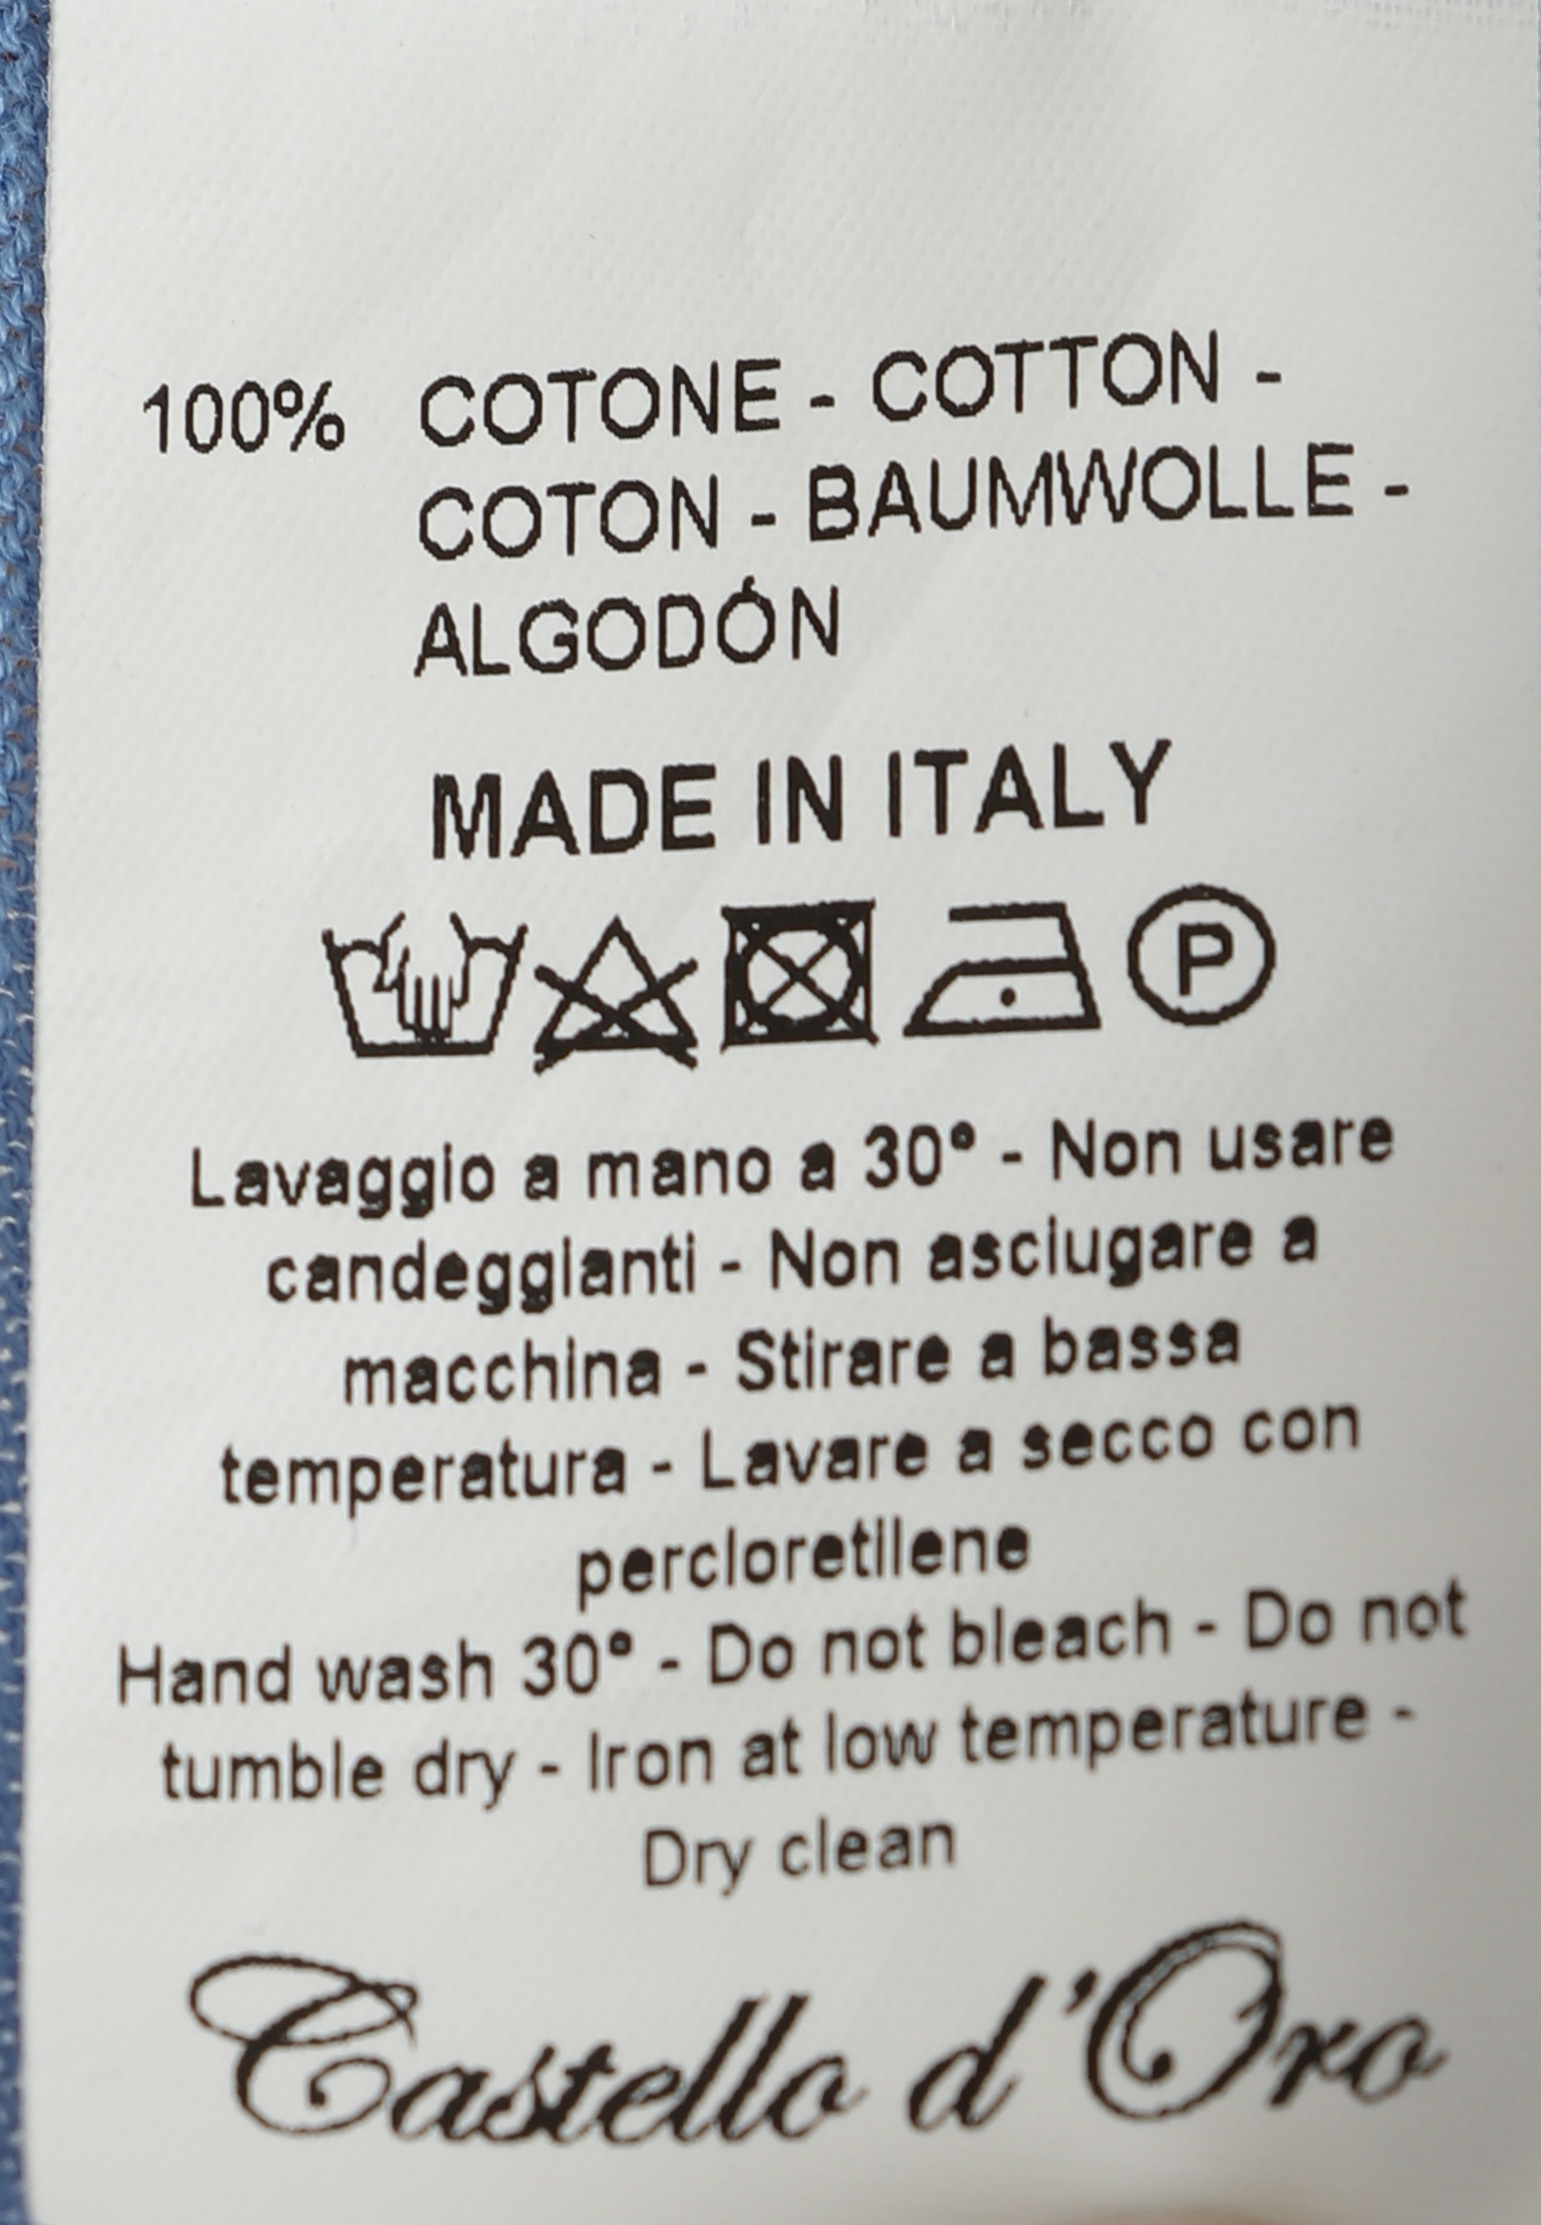 100% COTONE - COTTON -
COTON - BAUMWOLLE -
ALGODÓN
MADE IN ITALY
P
Lavaggio a mano a 30° - Non usare
candeggianti - Non asciugare a
macchina - Stirare a bassa
temperatura - Lavare a secco con
percloretilene
Hand wash 30° - Do not bleach - Do not
tumble dry - Iron at low temperature -
Dry clean
Castello d'Oro